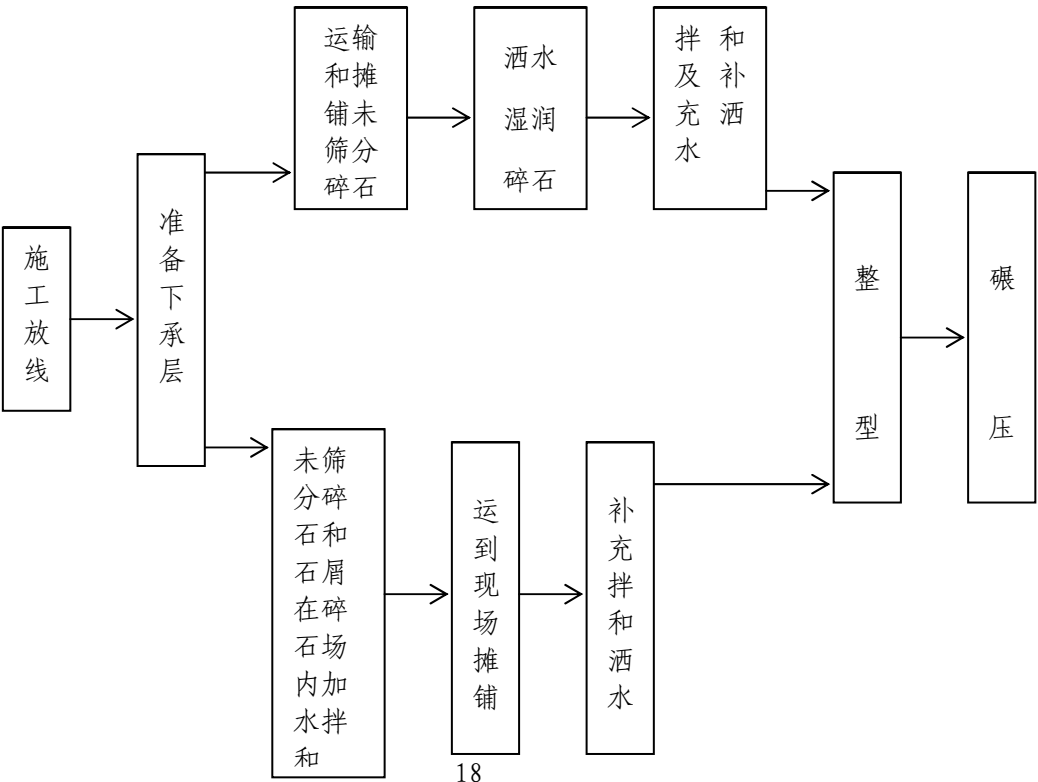 施
工
放
线
准
备
下
承
层
运输
和摊
铺未
筛分
碎石
洒水
湿润
碎石
拌 和
及 补
充 洒
水
未筛
分碎
石和
石屑
在碎
石场
内加
水拌
和
运
到
现
场
摊
铺
补
充
拌
和
洒
水
整
型
碾
压
18